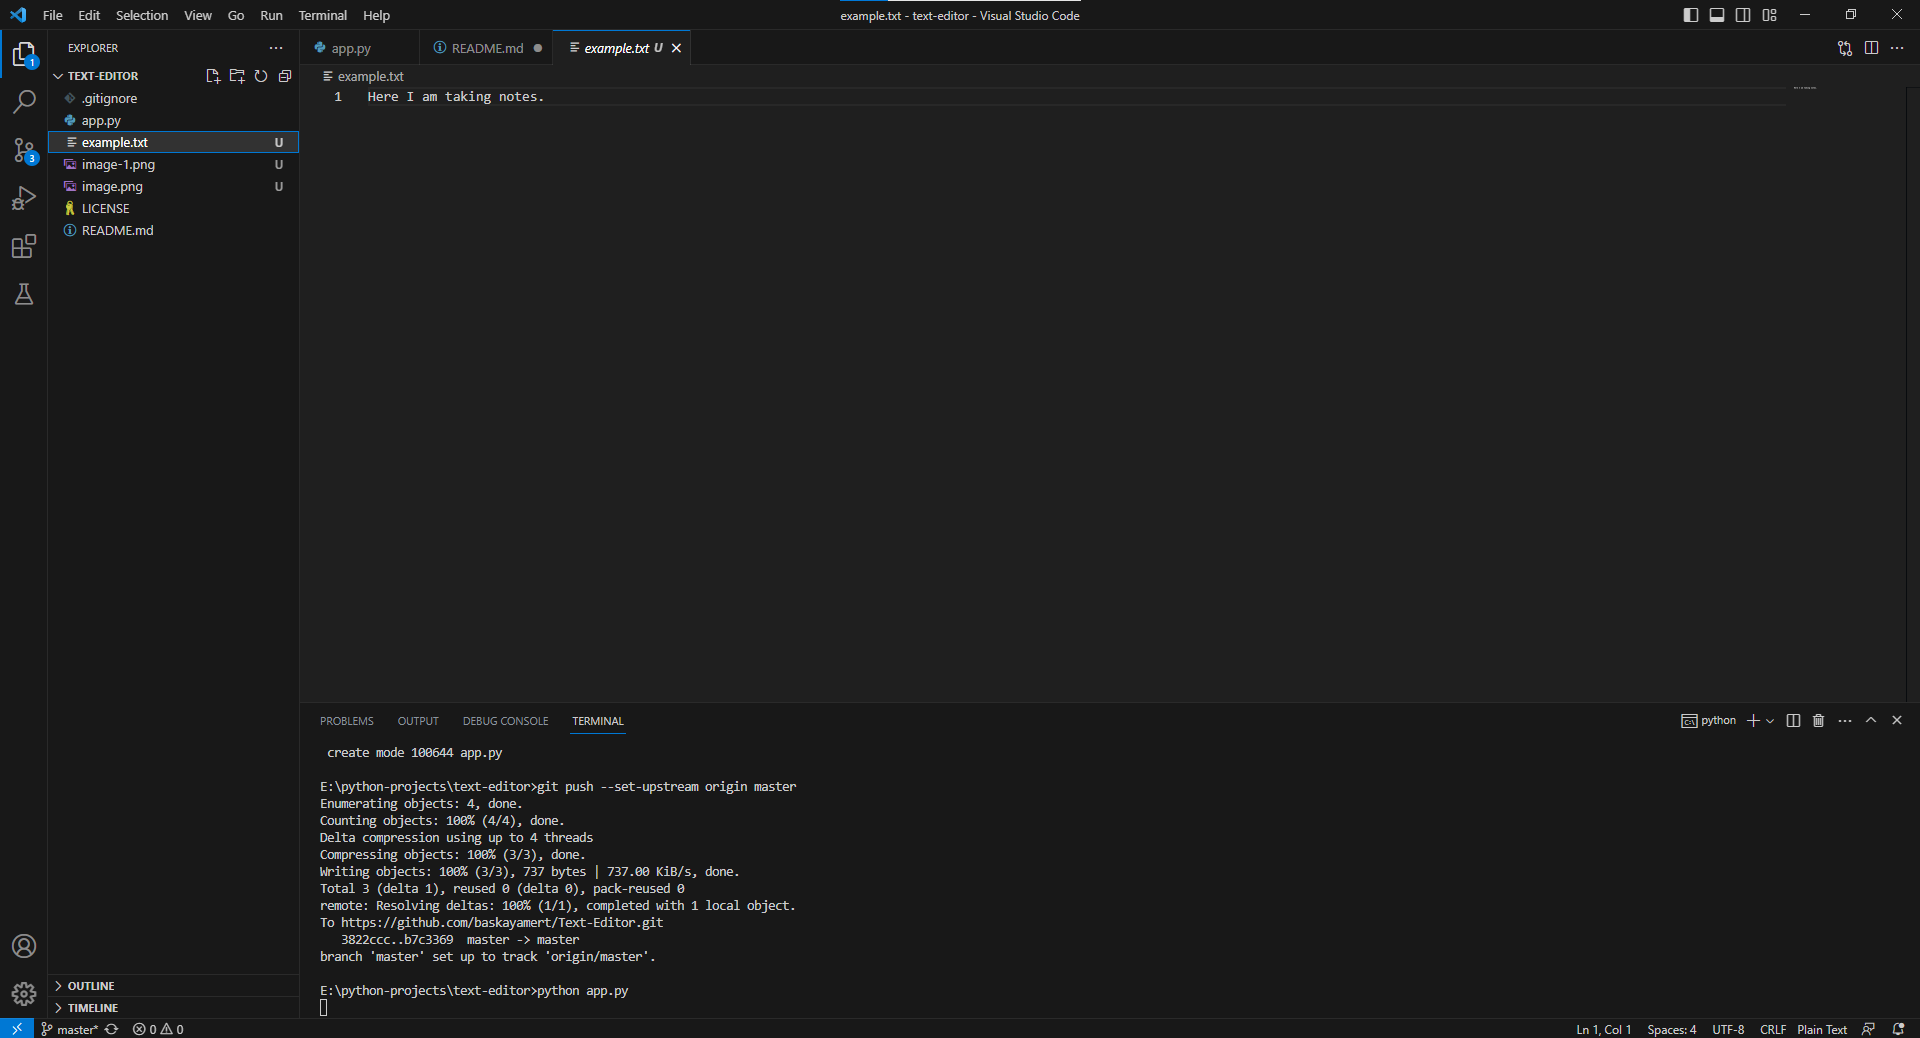 File Edit Selection View Go Run Terminal Help
example.txt - text-editor - Visual Studio Code
EXPLORER
TEXT-EDITOR
.gitignore
app.py
example.txt U
image-1.png U
image.png U
LICENSE
README.md
1
3
OUTLINE
TIMELINE
app.py README.md example.txt U
example.txt
1 Here I am taking notes.
PROBLEMS OUTPUT DEBUG CONSOLE TERMINAL
python
create mode 100644 app.py
E:\python-projects\text-editor>git push --set-upstream origin master
Enumerating objects: 4, done.
Counting objects: 100% (4/4), done.
Delta compression using up to 4 threads
Compressing objects: 100% (3/3), done.
Writing objects: 100% (3/3), 737 bytes | 737.00 KiB/s, done.
Total 3 (delta 1), reused 0 (delta 0), pack-reused 0
remote: Resolving deltas: 100% (1/1), completed with 1 local object.
To https://github.com/baskayamert/Text-Editor.git
3822ccc..b7c3369  master -> master
branch 'master' set up to track 'origin/master'.
E:\python-projects\text-editor>python app.py
master* 0 0
Ln 1, Col 1 Spaces: 4 UTF-8 CRLF Plain Text